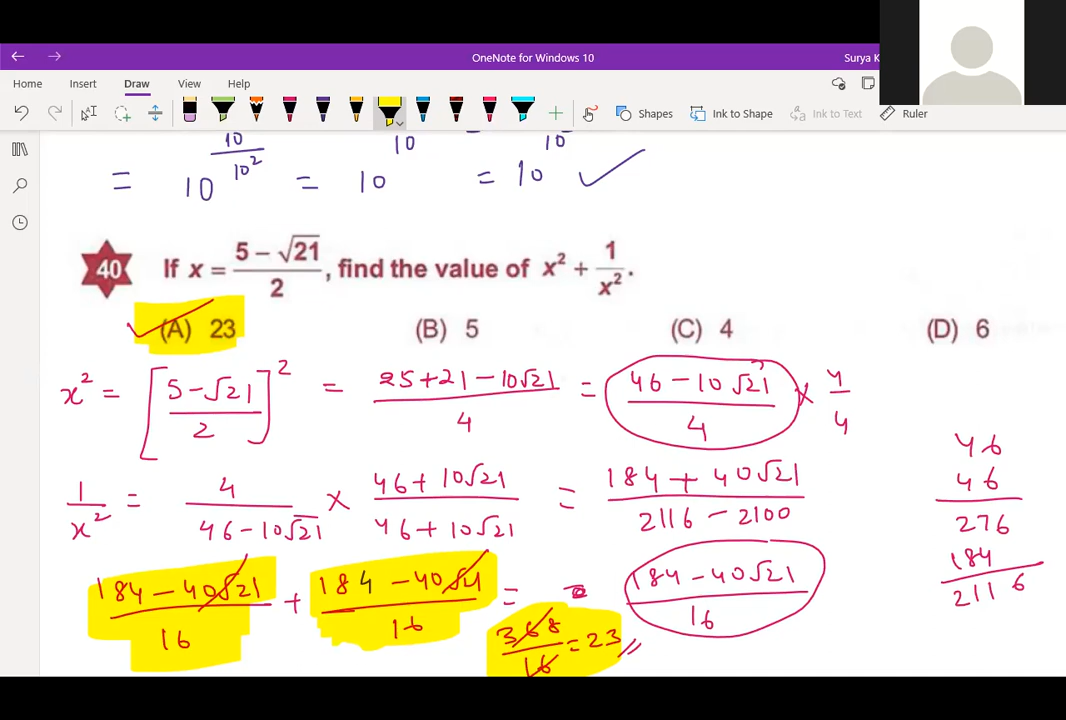 OneNote for Windows 10
Surya K
Home Insert Draw View Help
Shapes Ink to Shape Ink to Text Ruler
10/10² 10 10
= 10 = 10 = 10 ✓
40 If x = (5 − √21)/2, find the value of x² + 1/x².
(A) 23 (B) 5 (C) 4 (D) 6
x² = [(5 − √21)/2]² = (25+21−10√21)/4 = (46 − 10√21)/4 × 4/4
1/x² = 4/(46 − 10√21) × (46 + 10√21)/(46 + 10√21) = (184 + 40√21)/(2116 − 2100)
(184 − 40√21)/16 + (184 − 40√21)/16 = (184 − 40√21)/16
368/16 = 23
46
46
276
184
2116